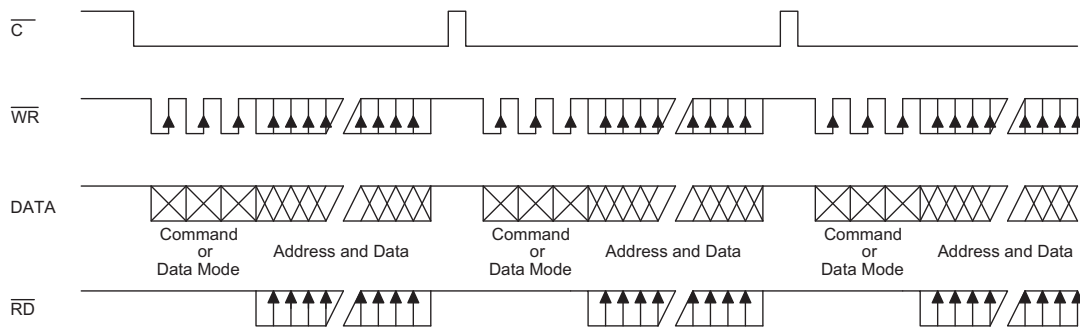 C
WR
DATA
Command
or
Data Mode
Address and Data
Command
or
Data Mode
Address and Data
Command
or
Data Mode
Address and Data
RD